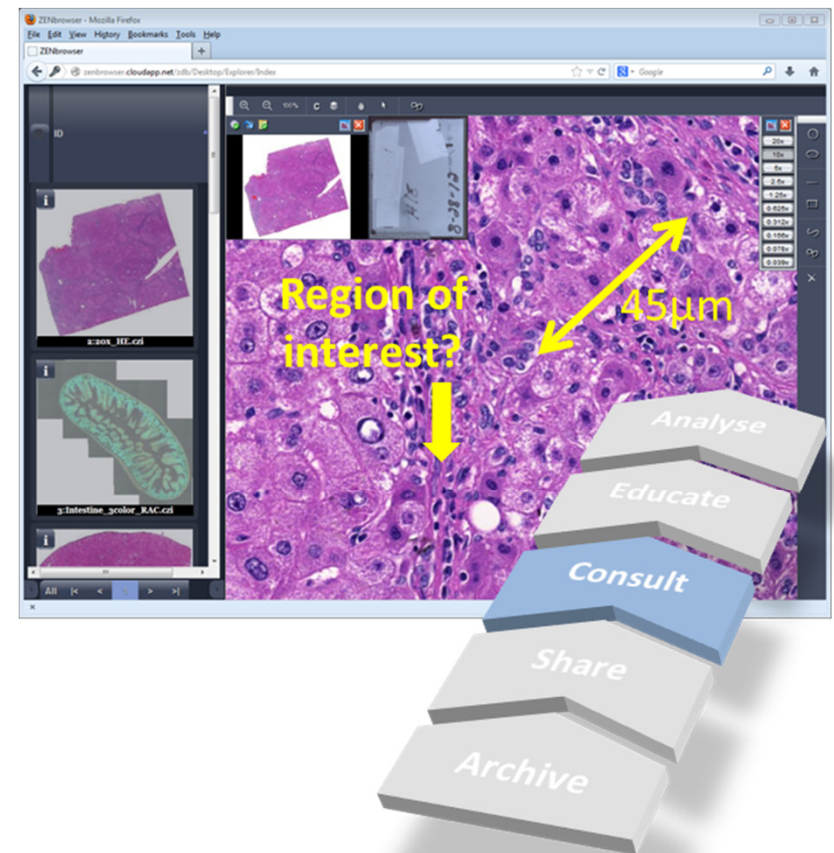 ZENbrowser - Mozilla Firefox
File Edit View History Bookmarks Tools Help
ZENbrowser
zenbrowser.cloudapp.net/zdb/Desktop/Explorer/Index
Google
100%
ID
20x
10x
5x
2.5x
1.25x
0.625x
0.312x
0.156x
0.078x
0.039x
2:20x_HE.czi
3:Intestine_3color_RAC.czi
Region of
interest?
45µm
All
Analyse
Educate
Consult
Share
Archive